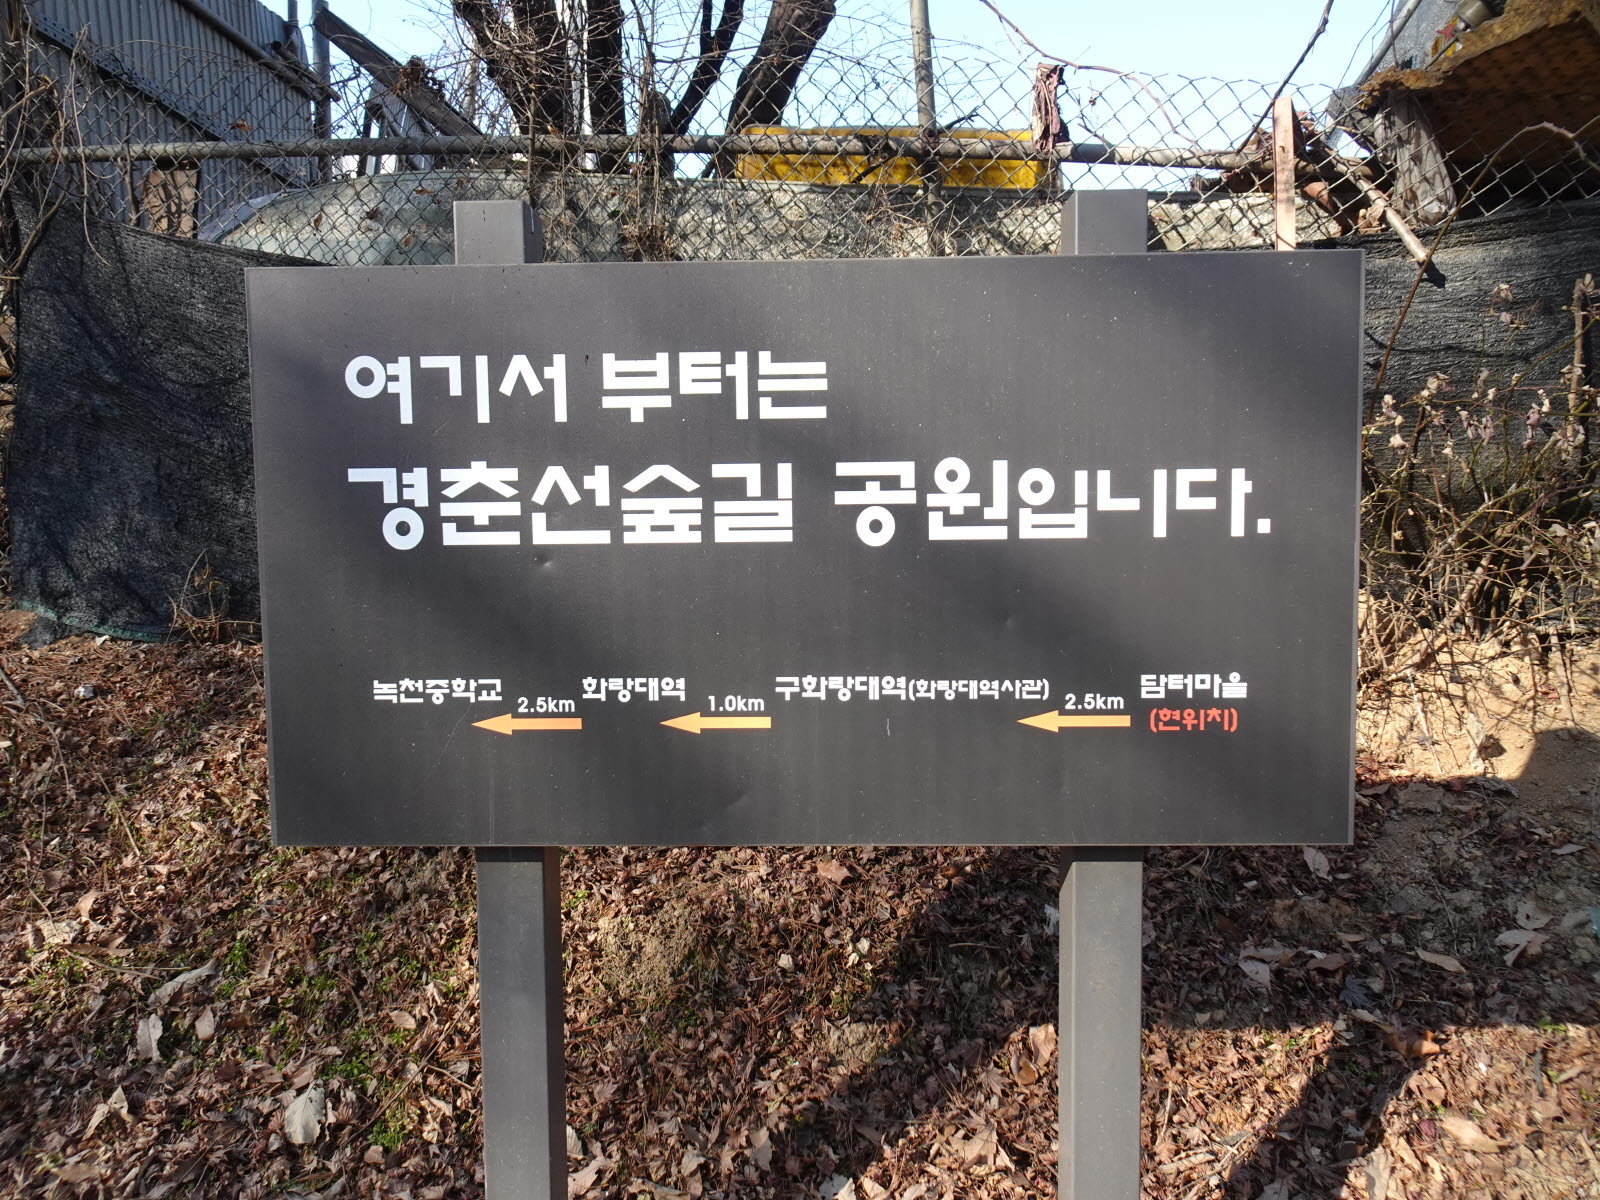 여기서 부터는
경춘선숲길 공원입니다.
녹천중학교 2.5km 화랑대역 1.0km 구화랑대역(화랑대역사관) 2.5km 담터마을
(현위치)